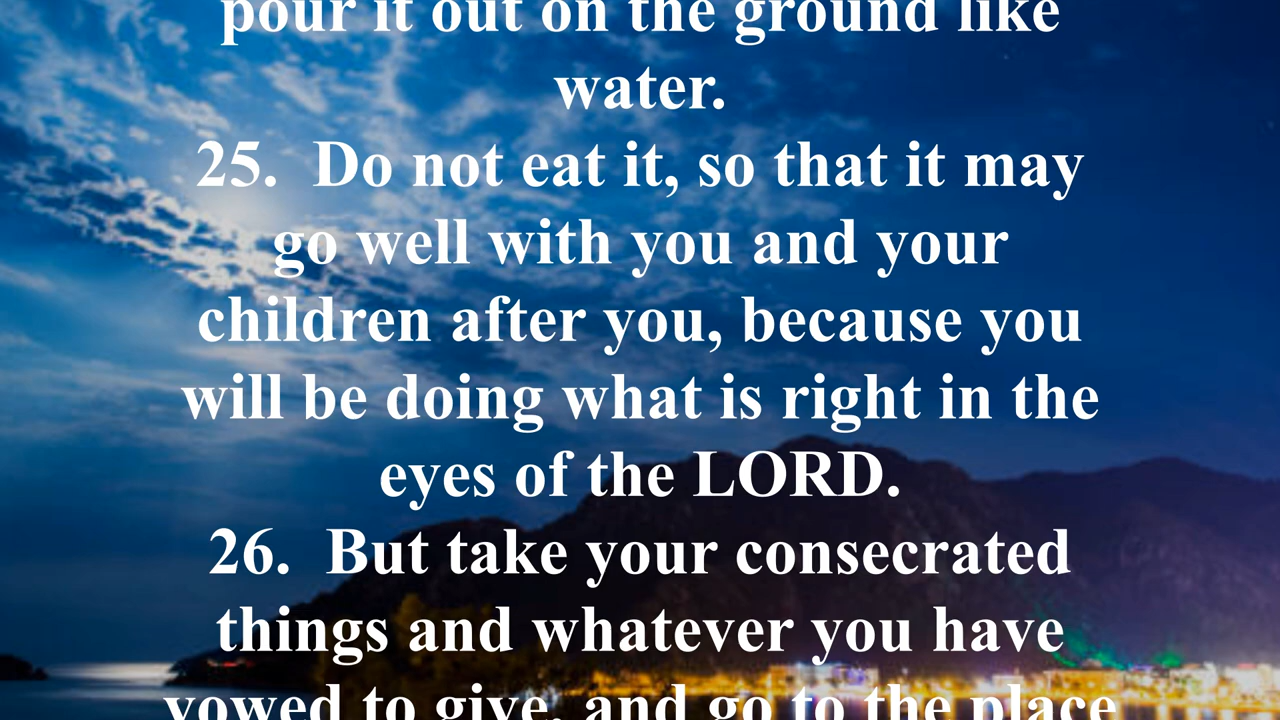 pour it out on the ground like
water.
25.  Do not eat it, so that it may
go well with you and your
children after you, because you
will be doing what is right in the
eyes of the LORD.
26.  But take your consecrated
things and whatever you have
vowed to give, and go to the place